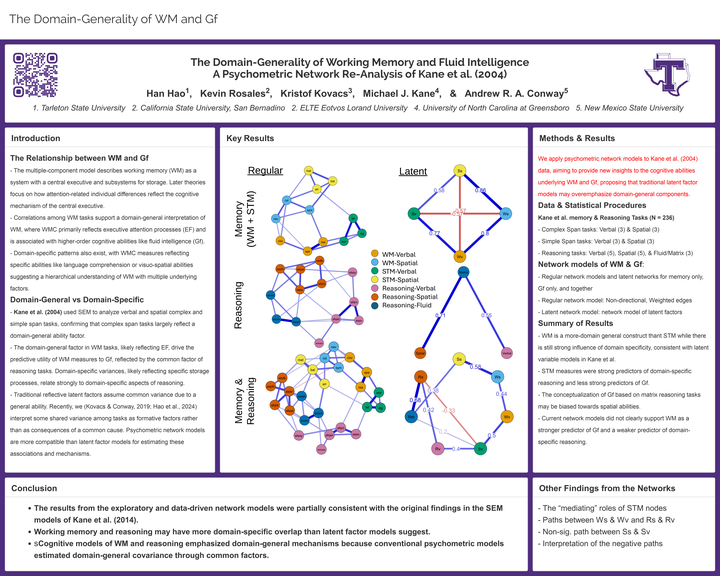 The Domain-Generality of WM and Gf
The Domain-Generality of Working Memory and Fluid Intelligence
A Psychometric Network Re-Analysis of Kane et al. (2004)
Han Hao1, Kevin Rosales2, Kristof Kovacs3, Michael J. Kane4, & Andrew R. A. Conway5
1. Tarleton State University 2. California State University, San Bernadino 2. ELTE Eotvos Lorand University 4. University of North Carolina at Greensboro 5. New Mexico State University
Introduction
The Relationship between WM and Gf
- The multiple-component model describes working memory (WM) as a
system with a central executive and subsystems for storage. Later theories
focus on how attention-related individual differences reflect the cognitive
mechanism of the central executive.
- Correlations among WM tasks support a domain-general interpretation of
WM, where WMC primarily reflects executive attention processes (EF) and
is associated with higher-order cognitive abilities like fluid intelligence (Gf).
- Domain-specific patterns also exist, with WMC measures reflecting
specific abilities like language comprehension or visuo-spatial abilities
suggesting a hierarchical understanding of WM with multiple underlying
factors.
Domain-General vs Domain-Specific
- Kane et al. (2004) used SEM to analyze verbal and spatial complex and
simple span tasks, confirming that complex span tasks largely reflect a
domain-general ability factor.
- The domain-general factor in WM tasks, likely reflecting EF, drive the
predictive utility of WM measures to Gf, reflected by the common factor of
reasoning tasks. Domain-specific variances, likely reflecting specific storage
processes, relate strongly to domain-specific aspects of reasoning.
- Traditional reflective latent factors assume common variance due to a
general ability. Recently, we (Kovacs & Conway, 2019; Hao et al., 2024)
interpret some shared variance among tasks as formative factors rather
than as consequences of a common cause. Psychometric network models
are more compatible than latent factor models for estimating these
associations and mechanisms.
Key Results
Regular
Latent
Memory
(WM + STM)
Reasoning
Memory &
Reasoning
WM-Verbal
WM-Spatial
STM-Verbal
STM-Spatial
Reasoning-Verbal
Reasoning-Spatial
Reasoning-Fluid
Methods & Results
We apply psychometric network models to Kane et al. (2004)
data, aiming to provide new insights to the cognitive abilities
underlying WM and Gf, proposing that traditional latent factor
models may overemphasize domain-general components.
Data & Statistical Procedures
Kane et al. memory & Reasoning Tasks (N = 236)
- Complex Span tasks: Verbal (3) & Spatial (3)
- Simple Span tasks: Verbal (3) & Spatial (3)
- Reasoning tasks: Verbal (5), Spatial (5), & Fluid/Matrix (3)
Network models of WM & Gf:
- Regular network models and latent networks for memory only,
Gf only, and together
- Regular network model: Non-directional, Weighted edges
- Latent network model: network model of latent factors
Summary of Results
- WM is a more-domain general construct thant STM while there
is still strong influence of domain specificity, consistent with latent
variable models in Kane et al.
- STM measures were strong predictors of domain-specific
reasoning and less strong predictors of Gf.
- The conceptualization of Gf based on matrix reasoning tasks
may be biased towards spatial abilities.
- Current network models did not clearly support WM as a
stronger predictor of Gf and a weaker predictor of domain-
specific reasoning.
Conclusion
• The results from the exploratory and data-driven network models were partially consistent with the original findings in the SEM
models of Kane et al. (2014).
• Working memory and reasoning may have more domain-specific overlap than latent factor models suggest.
• sCognitive models of WM and reasoning emphasized domain-general mechanisms because conventional psychometric models
estimated domain-general covariance through common factors.
Other Findings from the Networks
- The “mediating” roles of STM nodes
- Paths between Ws & Wv and Rs & Rv
- Non-sig. path between Ss & Sv
- Interpretation of the negative paths